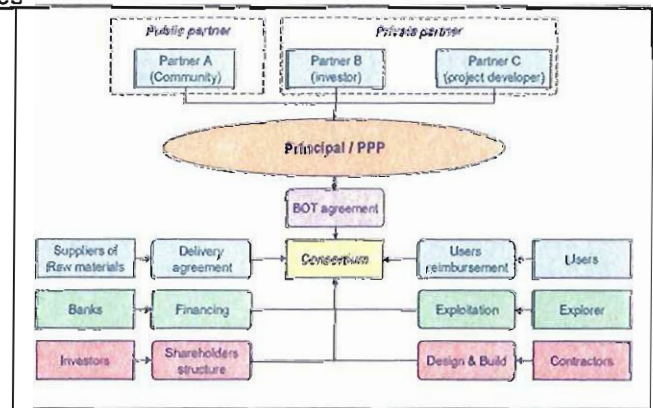 Public partner
Private partner
Partner A
(Community)
Partner B
(investor)
Partner C
(project developer)
Principal / PPP
BOT agreement
Suppliers of
Raw materials
Delivery
agreement
Consortium
Users
reimbursement
Users
Banks
Financing
Exploitation
Explorer
Investors
Shareholders
structure
Design & Build
Contractors